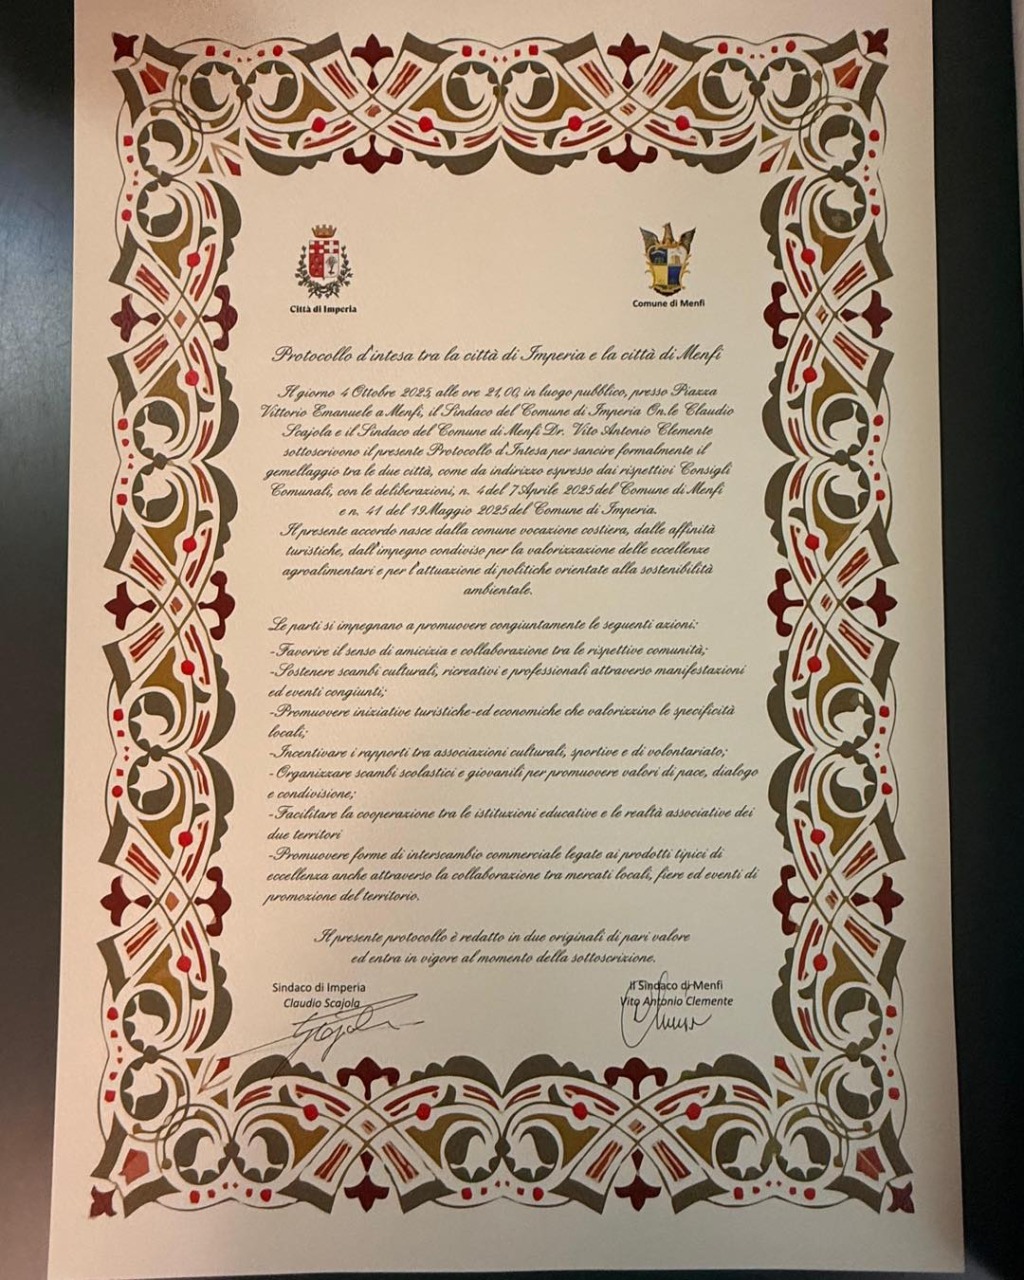 Città di Imperia
Comune di Menfi
Protocollo d'intesa tra la città di Imperia e la città di Menfi
Il giorno 4 Ottobre 2025, alle ore 21,00, in luogo pubblico, presso Piazza
Vittorio Emanuele a Menfi, il Sindaco del Comune di Imperia On.le Claudio
Scajola e il Sindaco del Comune di Menfi Dr. Vito Antonio Clemente
sottoscrivono il presente Protocollo d'Intesa per sancire formalmente il
gemellaggio tra le due città, come da indirizzo espresso dai rispettivi Consigli
Comunali, con le deliberazioni, n. 4 del 7 Aprile 2025 del Comune di Menfi
e n. 41 del 19 Maggio 2025 del Comune di Imperia.
Il presente accordo nasce dalla comune vocazione costiera, dalle affinità
turistiche, dall'impegno condiviso per la valorizzazione delle eccellenze
agroalimentari e per l'attuazione di politiche orientate alla sostenibilità
ambientale.
Le parti si impegnano a promuovere congiuntamente le seguenti azioni:
-Favorire il senso di amicizia e collaborazione tra le rispettive comunità;
-Sostenere scambi culturali, ricreativi e professionali attraverso manifestazioni
ed eventi congiunti;
-Promuovere iniziative turistiche-ed economiche che valorizzino le specificità
locali;
-Incentivare i rapporti tra associazioni culturali, sportive e di volontariato;
-Organizzare scambi scolastici e giovanili per promuovere valori di pace, dialogo
e condivisione;
-Facilitare la cooperazione tra le istituzioni educative e le realtà associative dei
due territori
-Promuovere forme di interscambio commerciale legate ai prodotti tipici di
eccellenza anche attraverso la collaborazione tra mercati locali, fiere ed eventi di
promozione del territorio.
Il presente protocollo è redatto in due originali di pari valore
ed entra in vigore al momento della sottoscrizione.
Sindaco di Imperia
Claudio Scajola
Il Sindaco di Menfi
Vito Antonio Clemente